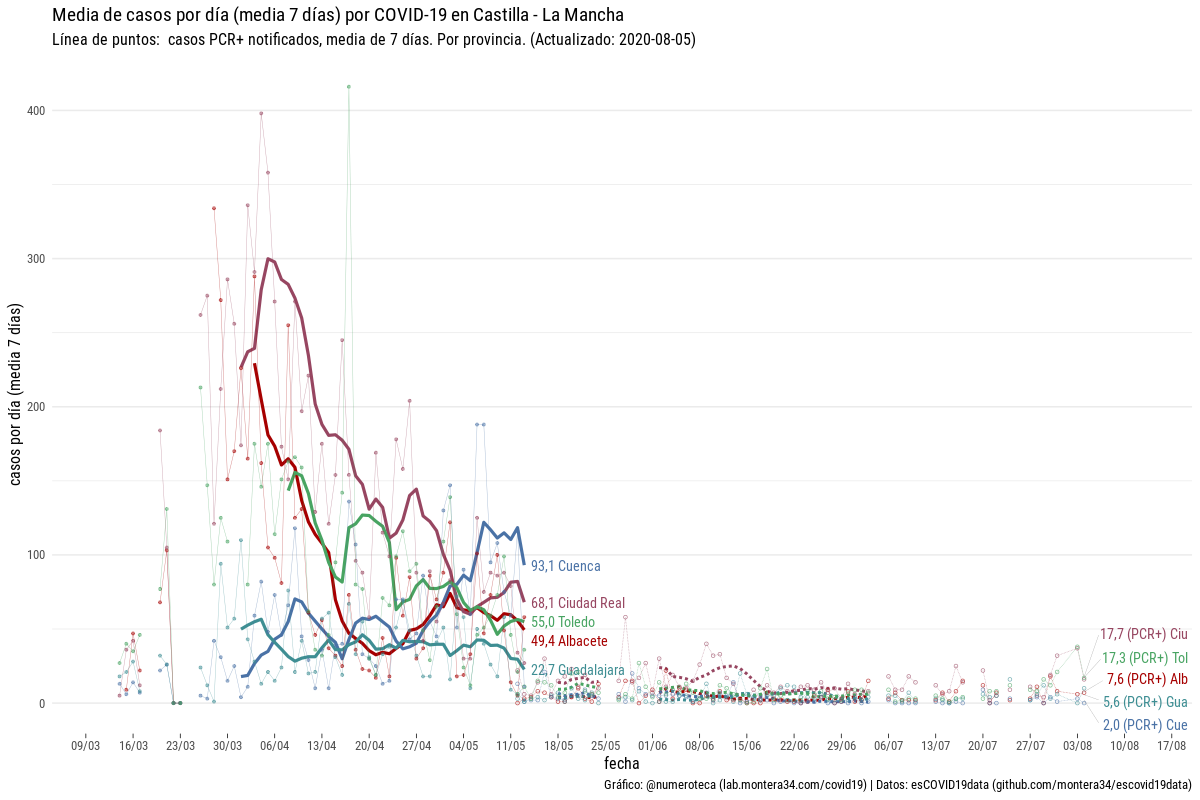 Media de casos por día (media 7 días) por COVID-19 en Castilla - La Mancha
Línea de puntos:  casos PCR+ notificados, media de 7 días. Por provincia. (Actualizado: 2020-08-05)
casos por día (media 7 días)
400
300
200
100
0
93,1 Cuenca
68,1 Ciudad Real
55,0 Toledo
49,4 Albacete
22,7 Guadalajara
17,7 (PCR+) Ciu
17,3 (PCR+) Tol
7,6 (PCR+) Alb
5,6 (PCR+) Gua
2,0 (PCR+) Cue
09/03 16/03 23/03 30/03 06/04 13/04 20/04 27/04 04/05 11/05 18/05 25/05 01/06 08/06 15/06 22/06 29/06 06/07 13/07 20/07 27/07 03/08 10/08 17/08
fecha
Gráfico: @numeroteca (lab.montera34.com/covid19) | Datos: esCOVID19data (github.com/montera34/escovid19data)